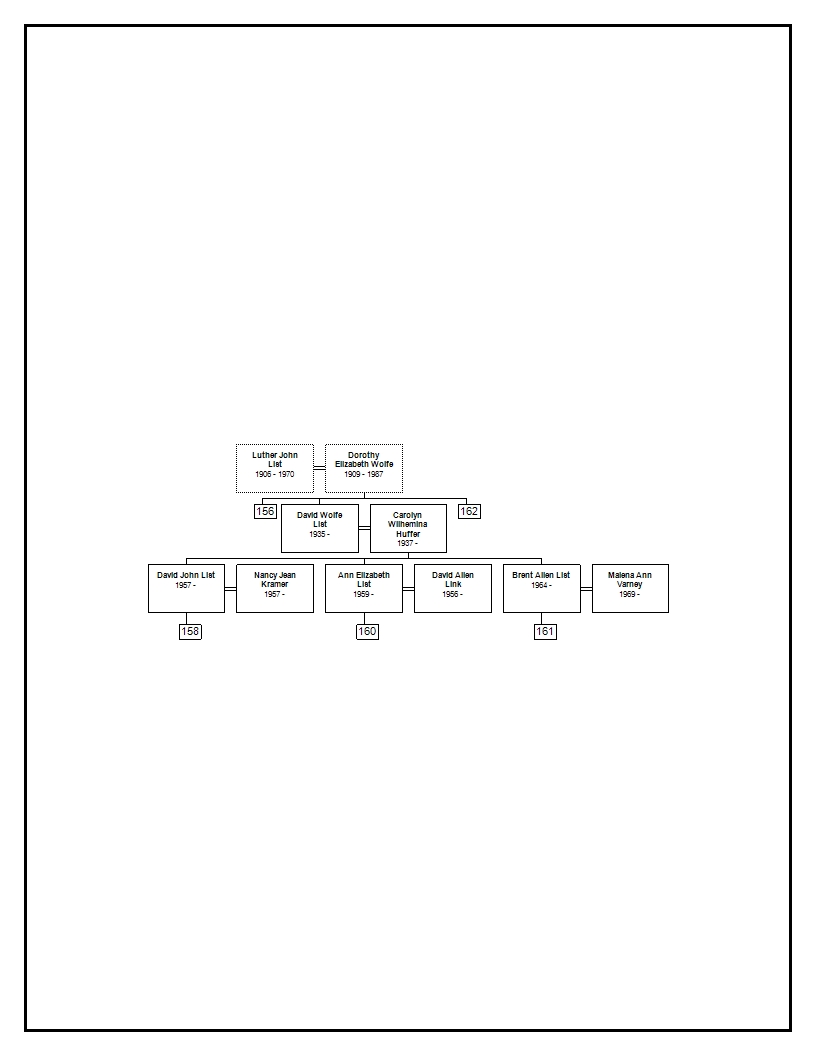 Luther John
List
1906 - 1970
Dorothy
Elizabeth Wolfe
1909 - 1987
156
David Wolfe
List
1935 -
Carolyn
Wilhemina
Huffer
1937 -
162
David John List
1957 -
Nancy Jean
Kramer
1957 -
Ann Elizabeth
List
1959 -
David Allen
Link
1956 -
Brent Allen List
1964 -
Malena Ann
Varney
1969 -
158
160
161